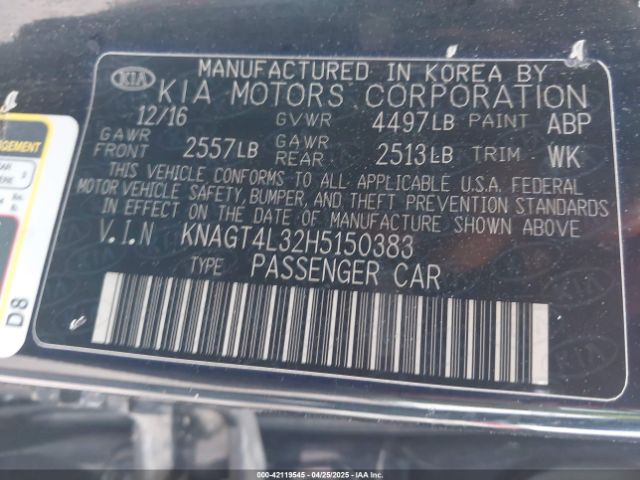 MANUFACTURED IN KOREA BY
KIA KIA MOTORS CORPORATION
12/16 GVWR 4497LB PAINT ABP
GAWR FRONT 2557LB GAWR REAR 2513LB TRIM WK
THIS VEHICLE CONFORMS TO ALL APPLICABLE U.S.A. FEDERAL
MOTOR VEHICLE SAFETY, BUMPER, AND THEFT PREVENTION STANDARDS
IN EFFECT ON THE DATE OF MANUFACTURE SHOWN ABOVE
V.I.N KNAGT4L32H5150383
TYPE PASSENGER CAR
D8
000-42119545 - 04/25/2025 - IAAI.COM